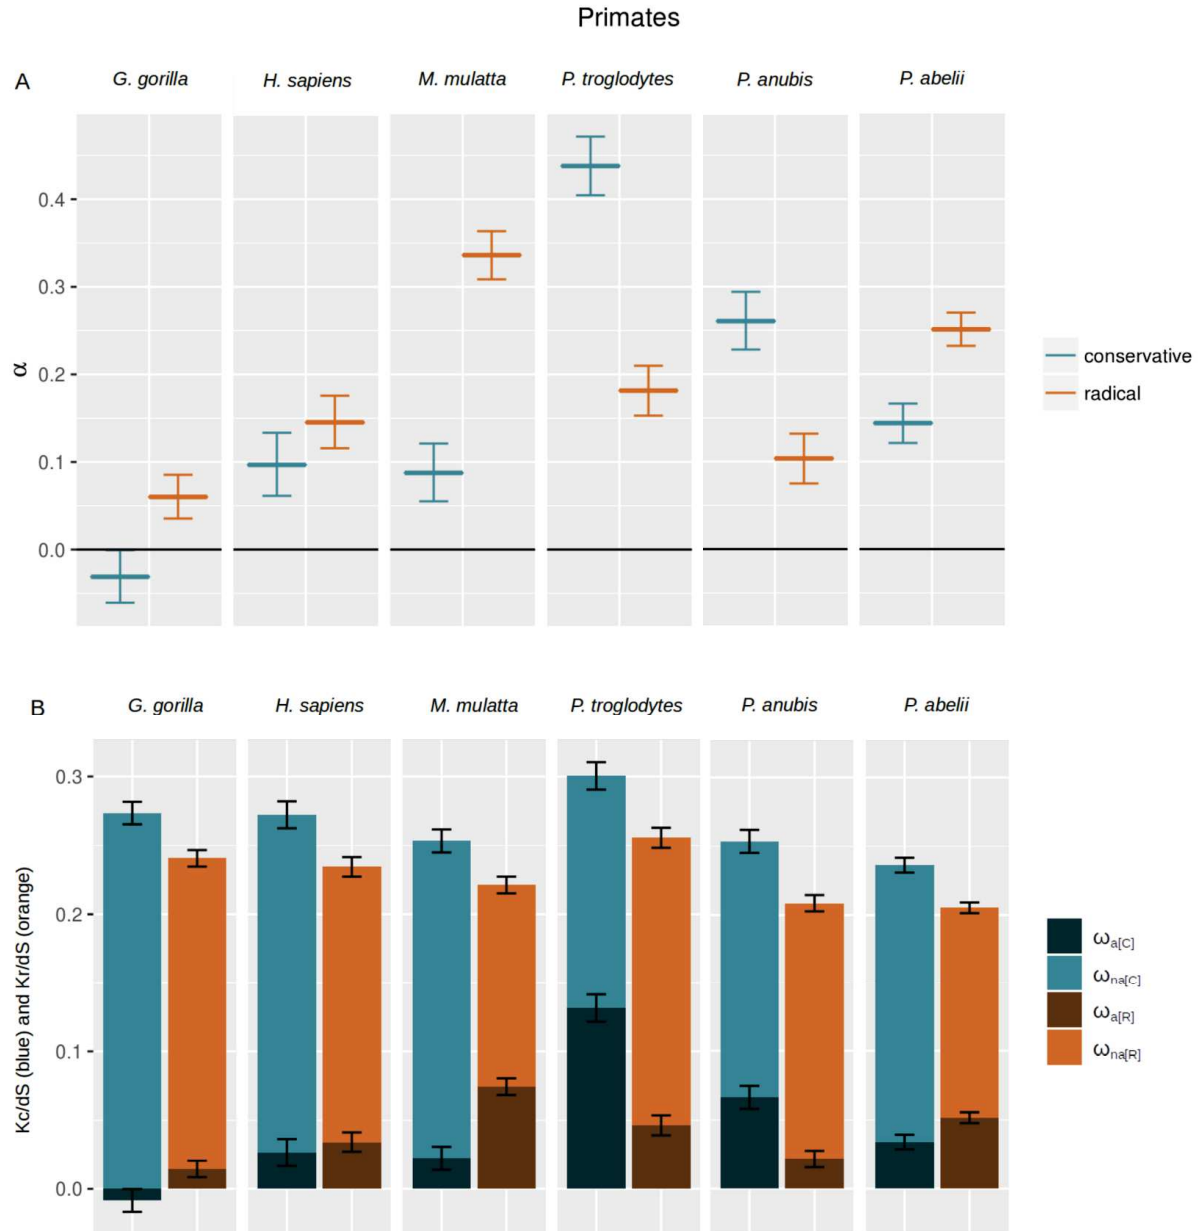 Primates
A
G. gorilla H. sapiens M. mulatta P. troglodytes P. anubis P. abelii
0.4
0.3
0.2
0.1
0.0
α
conservative
radical
B
G. gorilla H. sapiens M. mulatta P. troglodytes P. anubis P. abelii
0.3
0.2
0.1
0.0
Kc/dS (blue) and Kr/dS (orange)
ωa[C]
ωna[C]
ωa[R]
ωna[R]